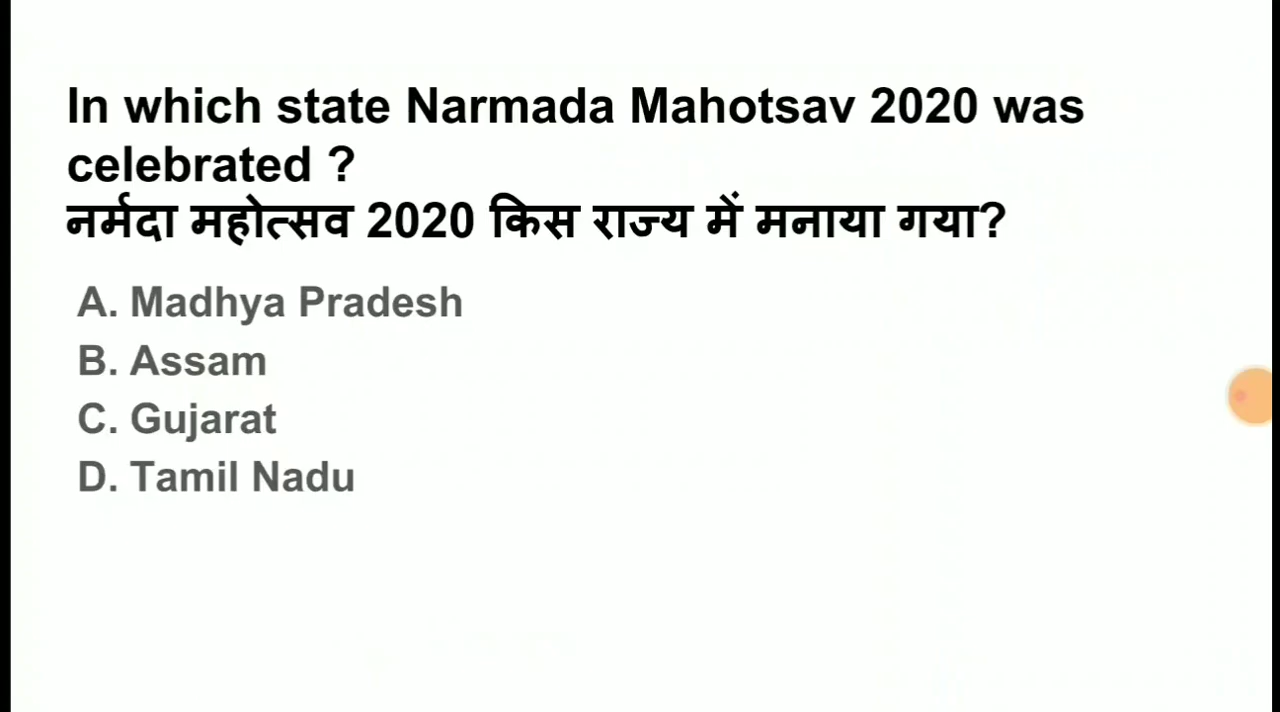 In which state Narmada Mahotsav 2020 was
celebrated ?
नर्मदा महोत्सव 2020 किस राज्य में मनाया गया?
A. Madhya Pradesh
B. Assam
C. Gujarat
D. Tamil Nadu